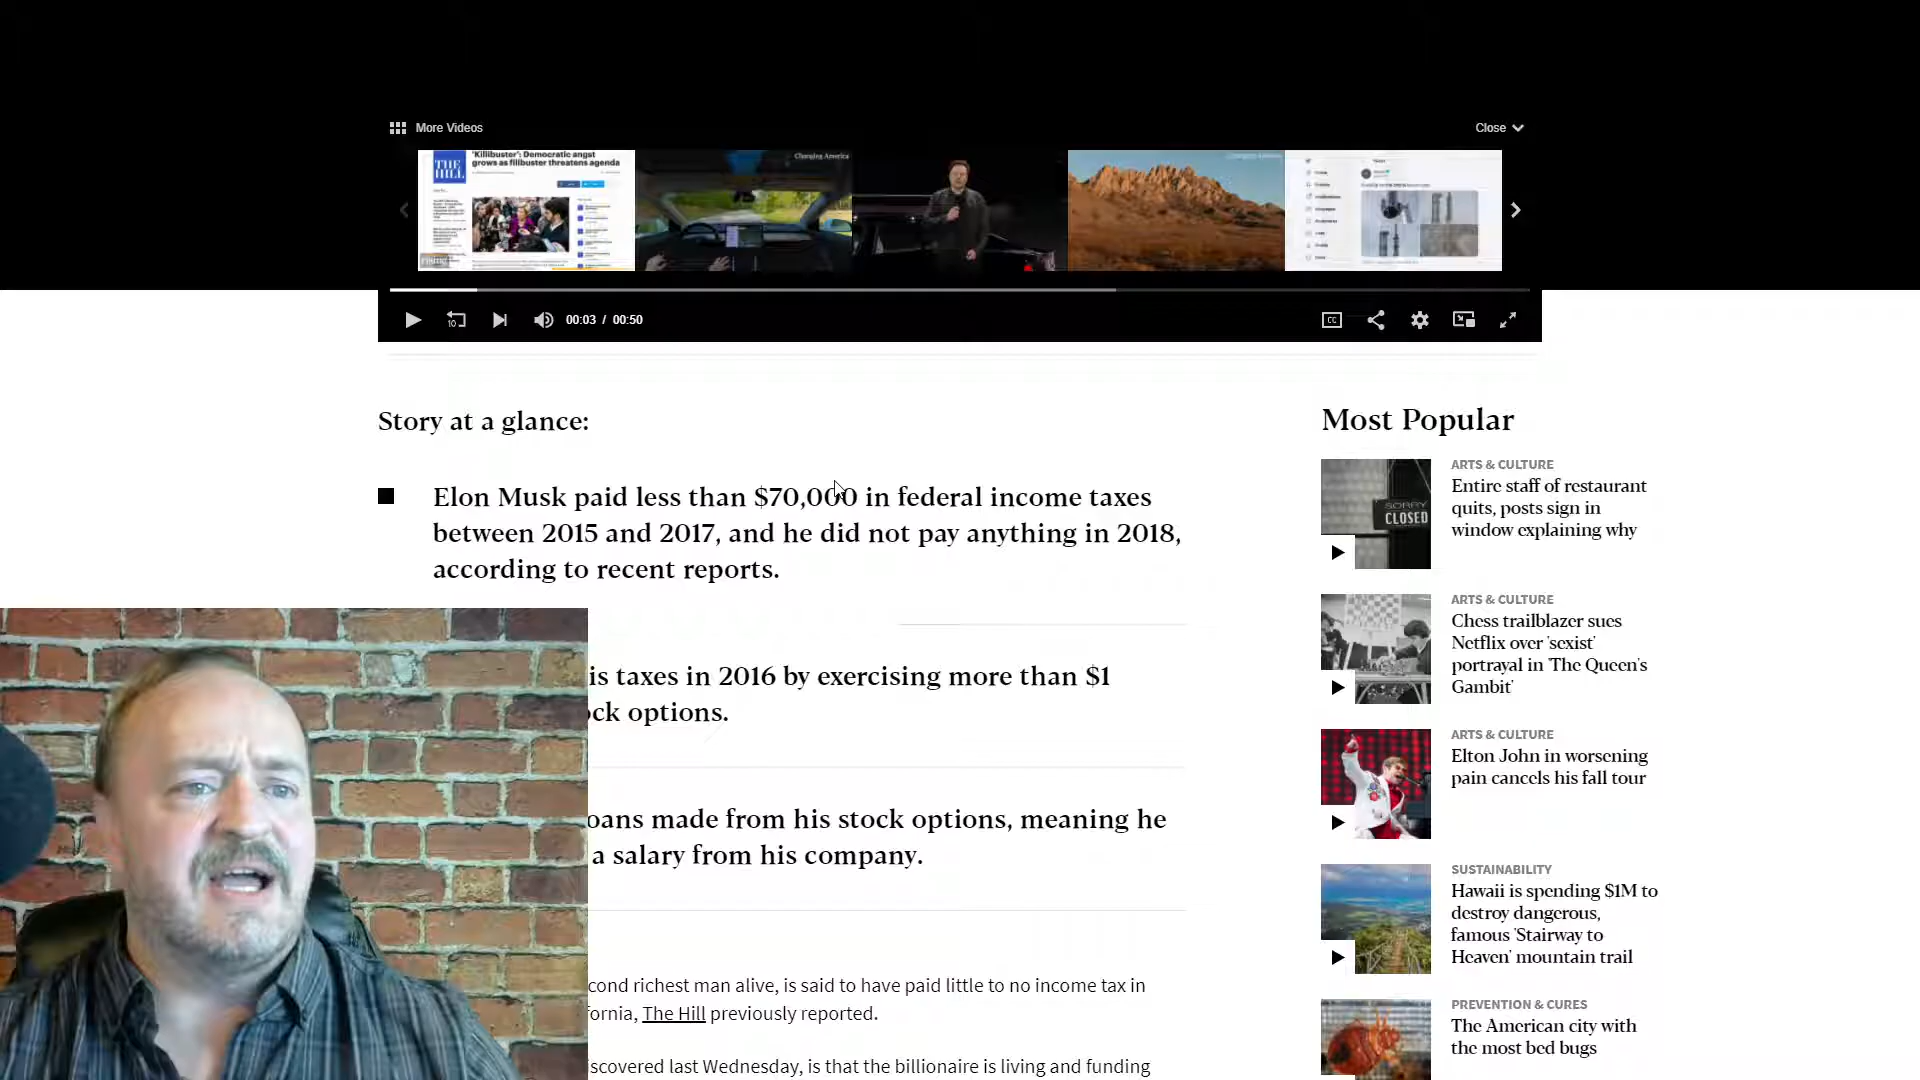 More Videos
Close
'Killibuster': Democratic angst
grows as filibuster threatens agenda
THE
HILL
Changing America
00:03 / 00:50
CC
Story at a glance:
Most Popular
Elon Musk paid less than $70,000 in federal income taxes
between 2015 and 2017, and he did not pay anything in 2018,
according to recent reports.
is taxes in 2016 by exercising more than $1
ock options.
oans made from his stock options, meaning he
a salary from his company.
cond richest man alive, is said to have paid little to no income tax in
fornia, The Hill previously reported.
iscovered last Wednesday, is that the billionaire is living and funding
ARTS & CULTURE
Entire staff of restaurant
quits, posts sign in
window explaining why
SORRY
CLOSED
ARTS & CULTURE
Chess trailblazer sues
Netflix over 'sexist'
portrayal in 'The Queen's
Gambit'
ARTS & CULTURE
Elton John in worsening
pain cancels his fall tour
SUSTAINABILITY
Hawaii is spending $1M to
destroy dangerous,
famous 'Stairway to
Heaven' mountain trail
PREVENTION & CURES
The American city with
the most bed bugs